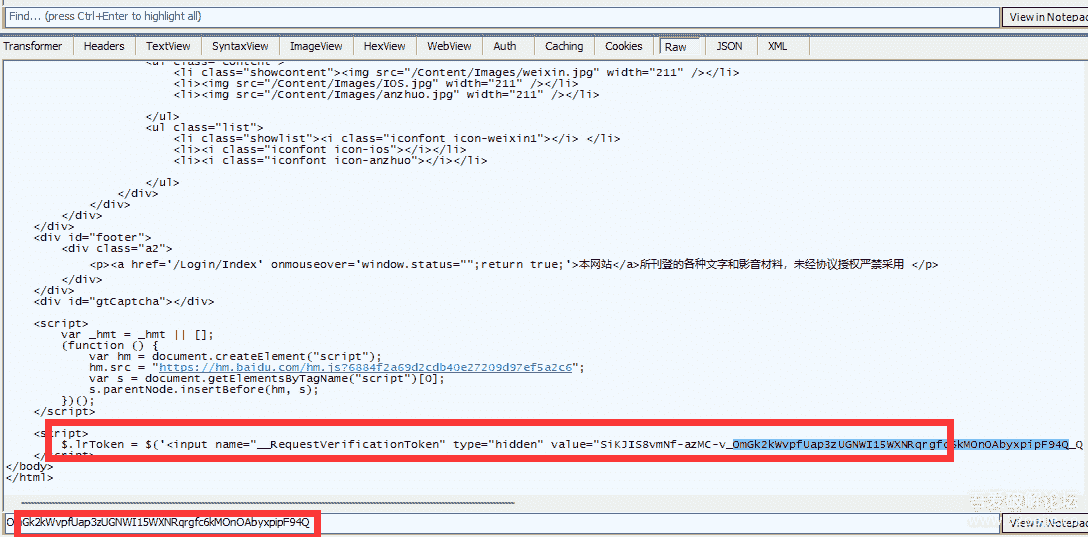 Find... (press Ctrl+Enter to highlight all)
View in Notepad
Transformer Headers TextView SyntaxView ImageView HexView WebView Auth Caching Cookies Raw JSON XML
<ul class="content">
<li class="showcontent"><img src="/Content/Images/weixin.jpg" width="211" /></li>
<li><img src="/Content/Images/IOS.jpg" width="211" /></li>
<li><img src="/Content/Images/anzhuo.jpg" width="211" /></li>
</ul>
<ul class="list">
<li class="showlist"><i class="iconfont icon-weixin1"></i> </li>
<li><i class="iconfont icon-ios"></i></li>
<li><i class="iconfont icon-anzhuo"></i></li>
</ul>
</div>
</div>
</div>
</div>
<div id="footer">
<div class="a2">
<p><a href='/Login/Index' onmouseover='window.status="";return true;'>本网站</a>所刊登的各种文字和影音材料，未经协议授权严禁采用 </p>
</div>
</div>
<div id="gtCaptcha"></div>
<script>
var _hmt = _hmt || [];
(function () {
var hm = document.createElement("script");
hm.src = "https://hm.baidu.com/hm.js?6884f2a69d2cdb40e27209d97ef5a2c6";
var s = document.getElementsByTagName("script")[0];
s.parentNode.insertBefore(hm, s);
})();
</script>
<script>
$.lrToken = $('<input name="__RequestVerificationToken" type="hidden" value="SiKJIS8vmNf-azMC-v_OmGk2kWvpfUap3zUGNWI15WXNRqrgfc6kMOnOAbyxpipF94Q_Q
</script>
</body>
</html>
OmGk2kWvpfUap3zUGNWI15WXNRqrgfc6kMOnOAbyxpipF94Q
View in Notepad